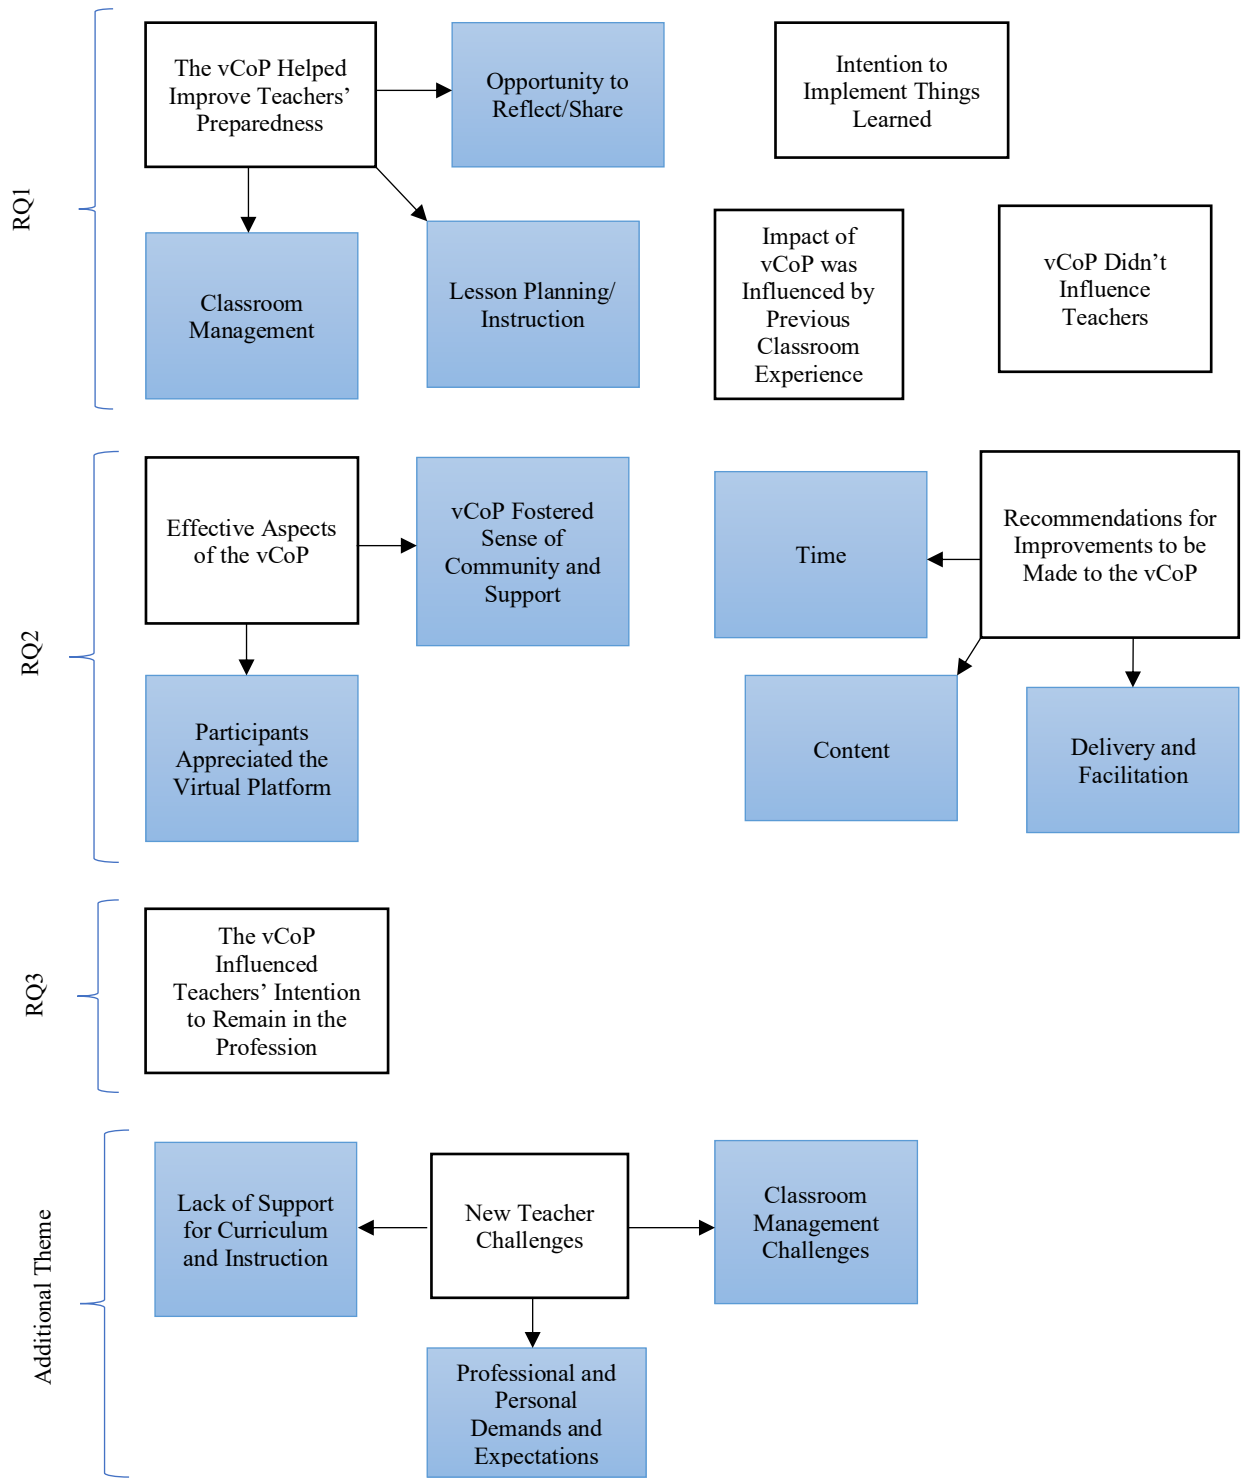 RQ1
The vCoP Helped
Improve Teachers’
Preparedness
Opportunity to
Reflect/Share
Intention to
Implement Things
Learned
Classroom
Management
Lesson Planning/
Instruction
Impact of
vCoP was
Influenced by
Previous
Classroom
Experience
vCoP Didn’t
Influence
Teachers
RQ2
Effective Aspects
of the vCoP
vCoP Fostered
Sense of
Community and
Support
Time
Recommendations for
Improvements to be
Made to the vCoP
Participants
Appreciated the
Virtual Platform
Content
Delivery and
Facilitation
RQ3
The vCoP
Influenced
Teachers’ Intention
to Remain in the
Profession
Additional Theme
Lack of Support
for Curriculum
and Instruction
New Teacher
Challenges
Classroom
Management
Challenges
Professional and
Personal
Demands and
Expectations